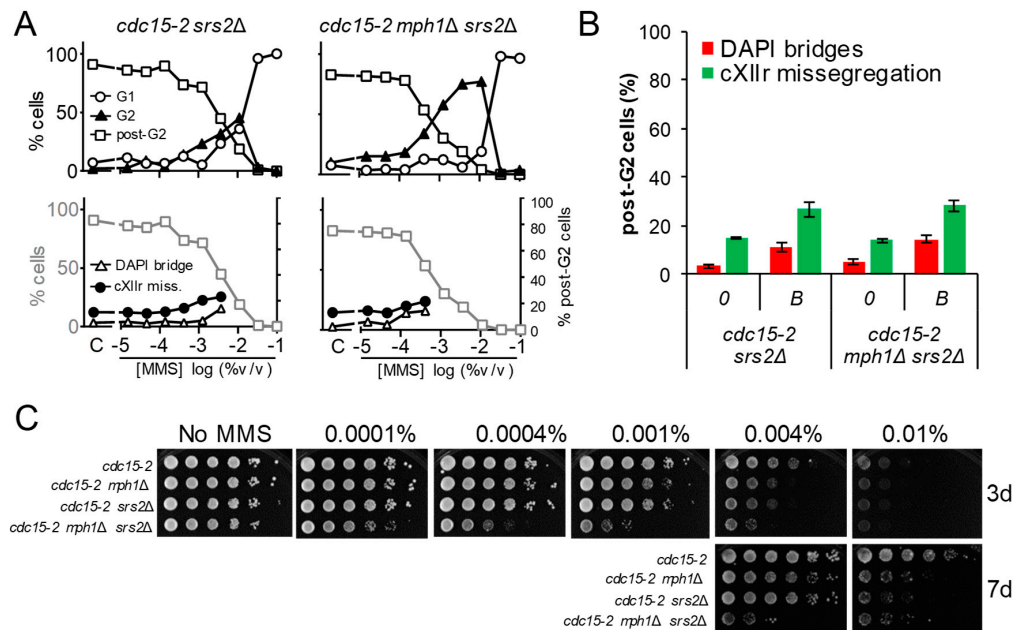 A
cdc15-2 srs2Δ
cdc15-2 mph1Δ srs2Δ
% cells
100
50
0
G1
G2
post-G2
% cells
100
50
0
DAPI bridge
cXIIr miss.
100
80
60
40
20
0
% post-G2 cells
C -5 -4 -3 -2 -1
C -5 -4 -3 -2 -1
[MMS] log (%v/v)
[MMS] log (%v/v)
B
post-G2 cells (%)
100
80
60
40
20
0
DAPI bridges
cXIIr missegregation
0 B 0 B
cdc15-2
srs2Δ
cdc15-2
mph1Δ srs2Δ
C
No MMS 0.0001% 0.0004% 0.001% 0.004% 0.01%
cdc15-2
cdc15-2 mph1Δ
cdc15-2 srs2Δ
cdc15-2 mph1Δ srs2Δ
3d
cdc15-2
cdc15-2 mph1Δ
cdc15-2 srs2Δ
cdc15-2 mph1Δ srs2Δ
7d